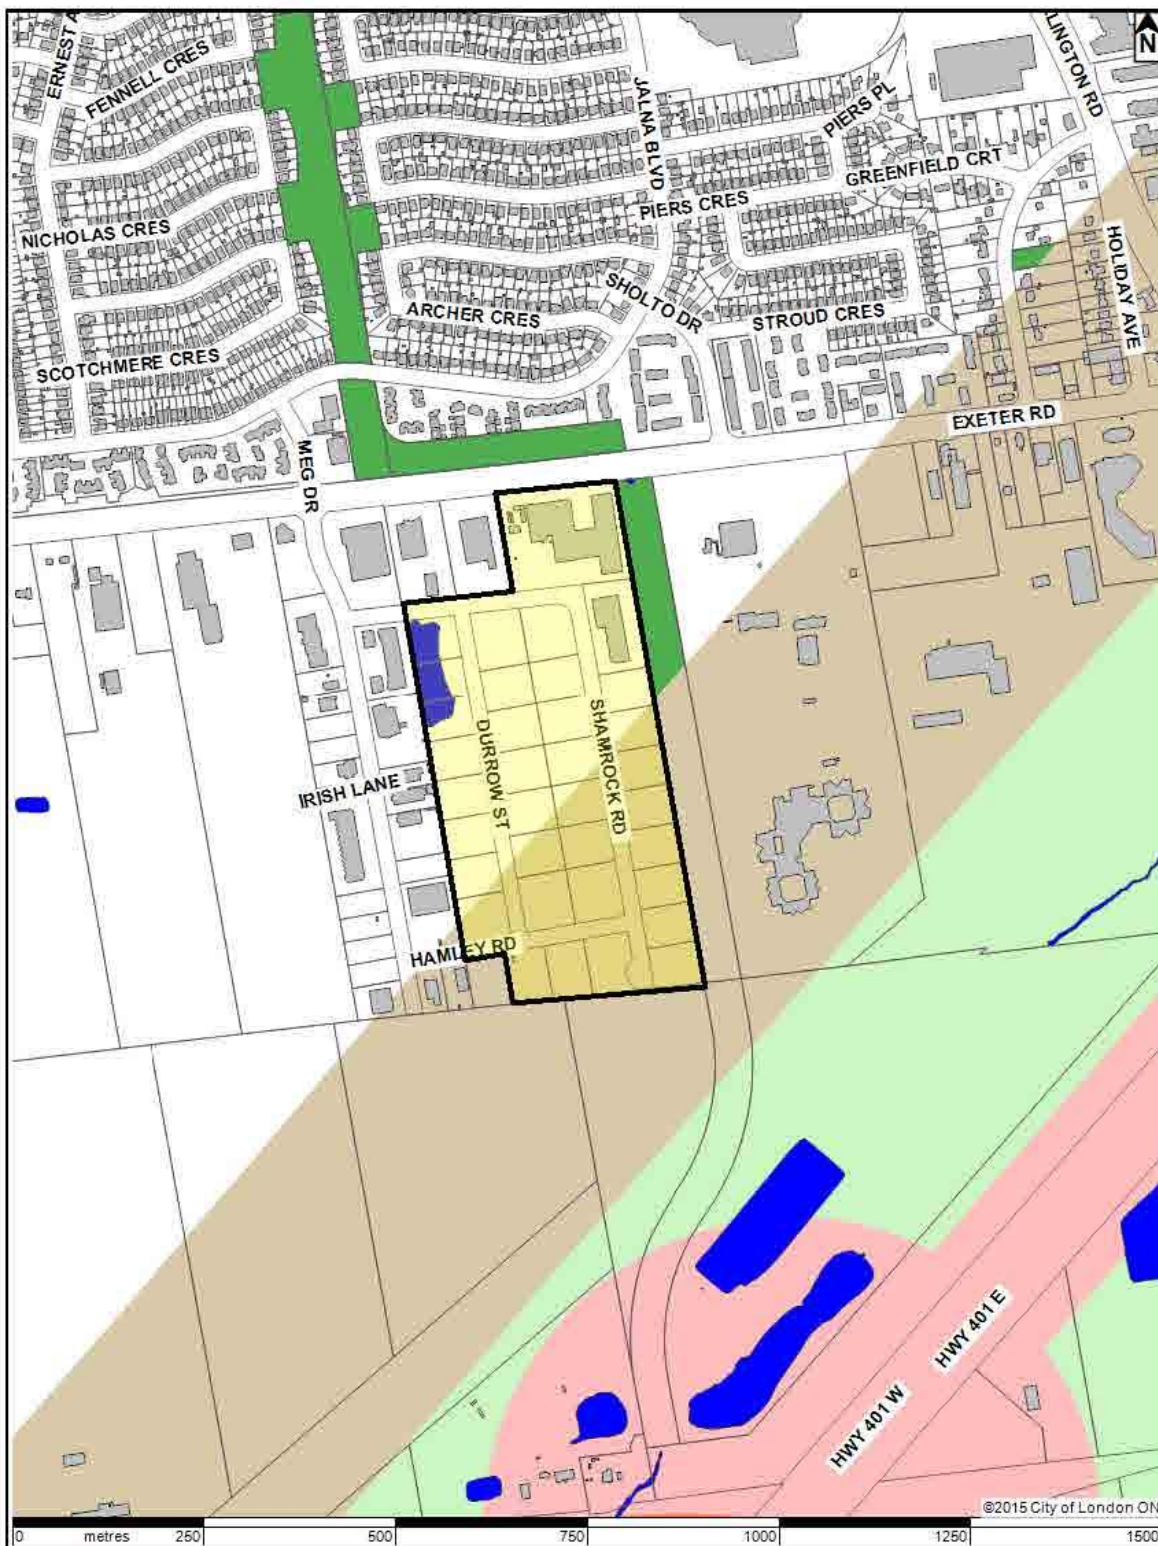 N
ERNEST A
FENNELL CRES
JALNA BLVD
LINGTON RD
PIERS PL
GREENFIELD CRT
PIERS CRES
NICHOLAS CRES
HOLIDAY AVE
SHOLTO DR
ARCHER CRES
STROUD CRES
SCOTCHMERE CRES
EXETER RD
MEG DR
DURROW ST
SHAMROCK RD
IRISH LANE
HAMLEY RD
HWY 401 E
HWY 401 W
©2015 City of London ON
0 metres 250 500 750 1000 1250 1500